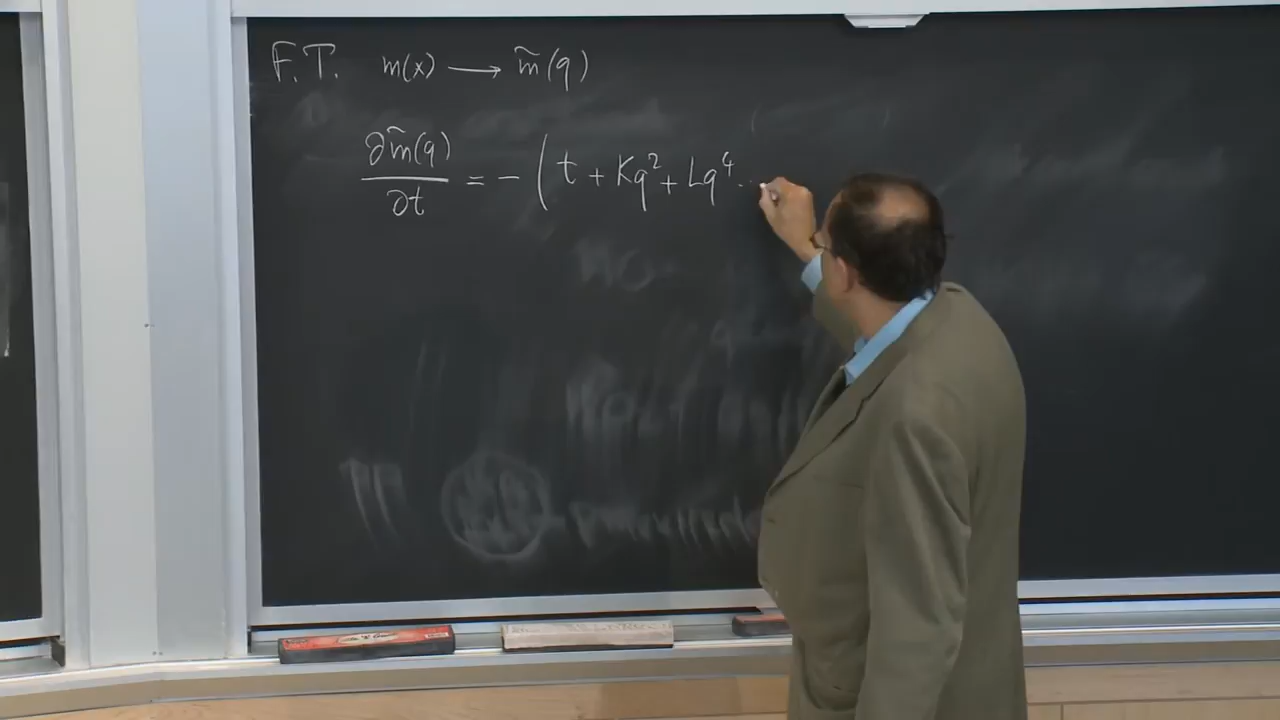 F.T. m(x) ⟶ m̃(q)
∂m̃(q)/∂t = - ( t + Kq² + Lq⁴ ..